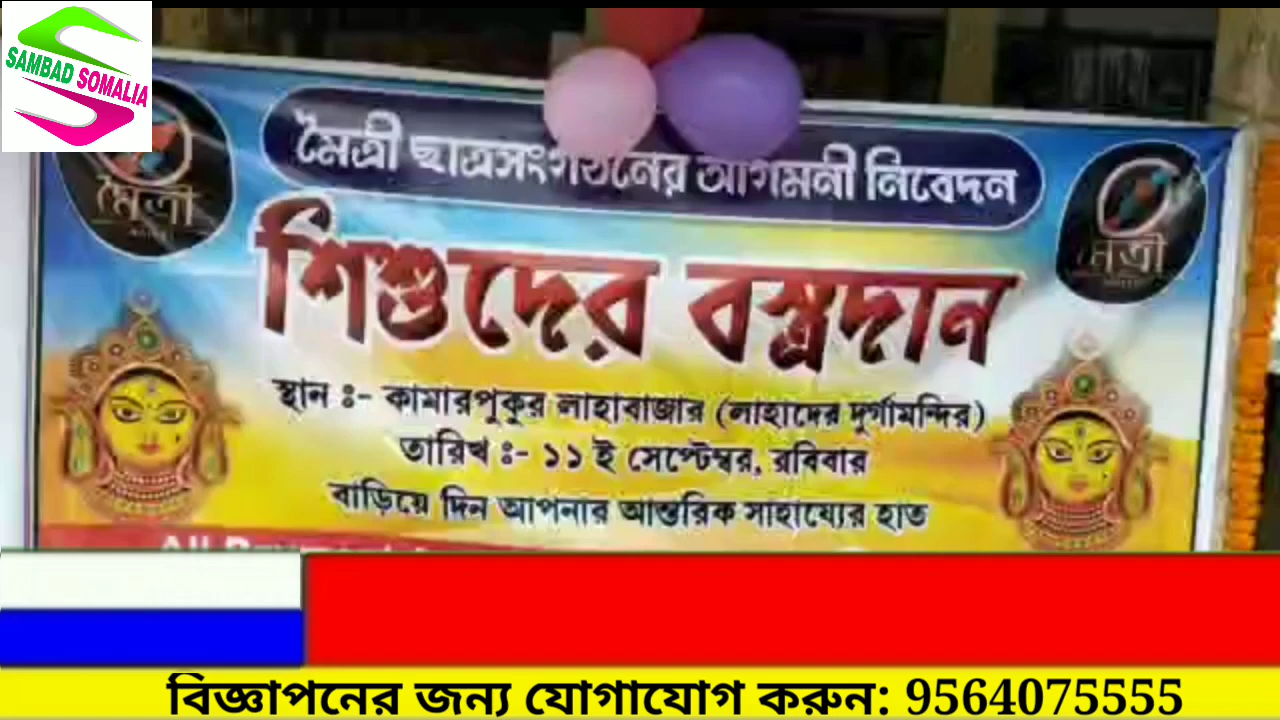 SAMBAD SOMALIA
মৈত্রী ছাত্রসংগঠনের আগমনী নিবেদন
মৈত্রী
মৈত্রী
শিশুদের বস্ত্রদান
স্থান ঃ- কামারপুকুর লাহাবাজার (লাহাদের দুর্গামন্দির)
তারিখ ঃ- ১১ই সেপ্টেম্বর, রবিবার
বাড়িয়ে দিন আপনার আন্তরিক সাহায্যের হাত
বিজ্ঞাপনের জন্য যোগাযোগ করুন: 9564075555